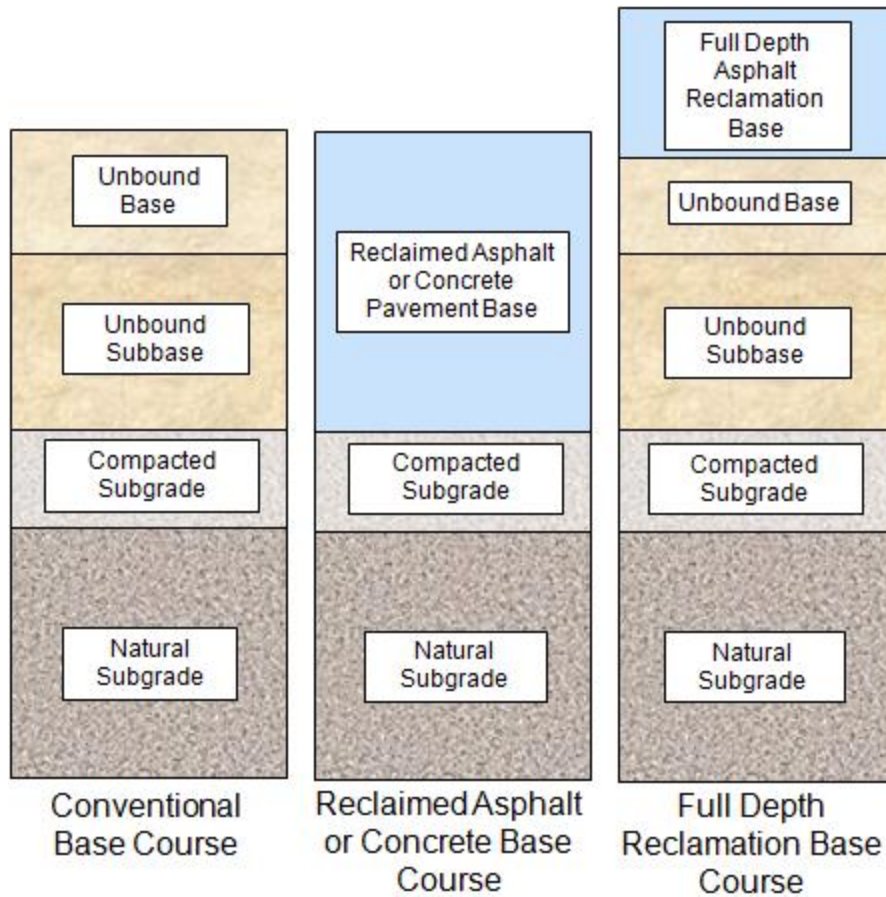 Unbound
Base
Unbound
Subbase
Compacted
Subgrade
Natural
Subgrade
Conventional
Base Course
Reclaimed Asphalt
or Concrete
Pavement Base
Compacted
Subgrade
Natural
Subgrade
Reclaimed Asphalt
or Concrete Base
Course
Full Depth
Asphalt
Reclamation
Base
Unbound Base
Unbound
Subbase
Compacted
Subgrade
Natural
Subgrade
Full Depth
Reclamation Base
Course